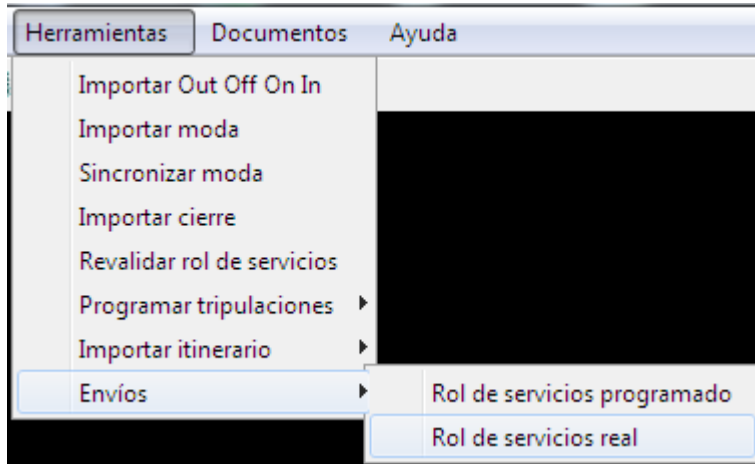 Herramientas Documentos Ayuda
Importar Out Off On In
Importar moda
Sincronizar moda
Importar cierre
Revalidar rol de servicios
Programar tripulaciones
Importar itinerario
Envíos
Rol de servicios programado
Rol de servicios real